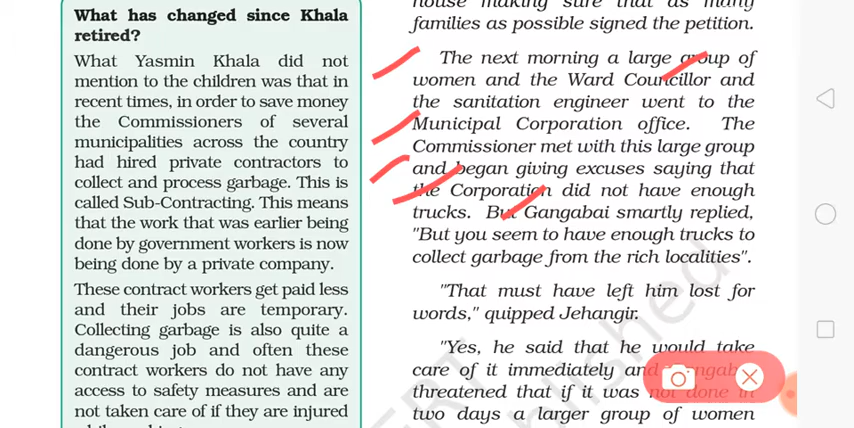 What has changed since Khala
retired?
What Yasmin Khala did not
mention to the children was that in
recent times, in order to save money
the Commissioners of several
municipalities across the country
had hired private contractors to
collect and process garbage. This is
called Sub-Contracting. This means
that the work that was earlier being
done by government workers is now
being done by a private company.
These contract workers get paid less
and their jobs are temporary.
Collecting garbage is also quite a
dangerous job and often these
contract workers do not have any
access to safety measures and are
not taken care of if they are injured
house making sure that as many
families as possible signed the petition.
The next morning a large group of
women and the Ward Councillor and
the sanitation engineer went to the
Municipal Corporation office. The
Commissioner met with this large group
and began giving excuses saying that
the Corporation did not have enough
trucks. But Gangabai smartly replied,
"But you seem to have enough trucks to
collect garbage from the rich localities".
"That must have left him lost for
words," quipped Jehangir.
"Yes, he said that he would take
care of it immediately and Gangabai
threatened that if it was not done in
two days a larger group of women